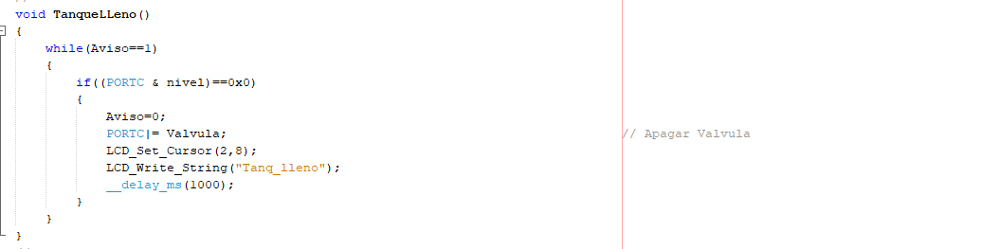 void TanqueLLeno()
{
while(Aviso==1)
{
if((PORTC & nivel)==0x0)
{
Aviso=0;
PORTC|= Valvula; // Apagar Valvula
LCD_Set_Cursor(2,8);
LCD_Write_String("Tanq_lleno");
__delay_ms(1000);
}
}
}